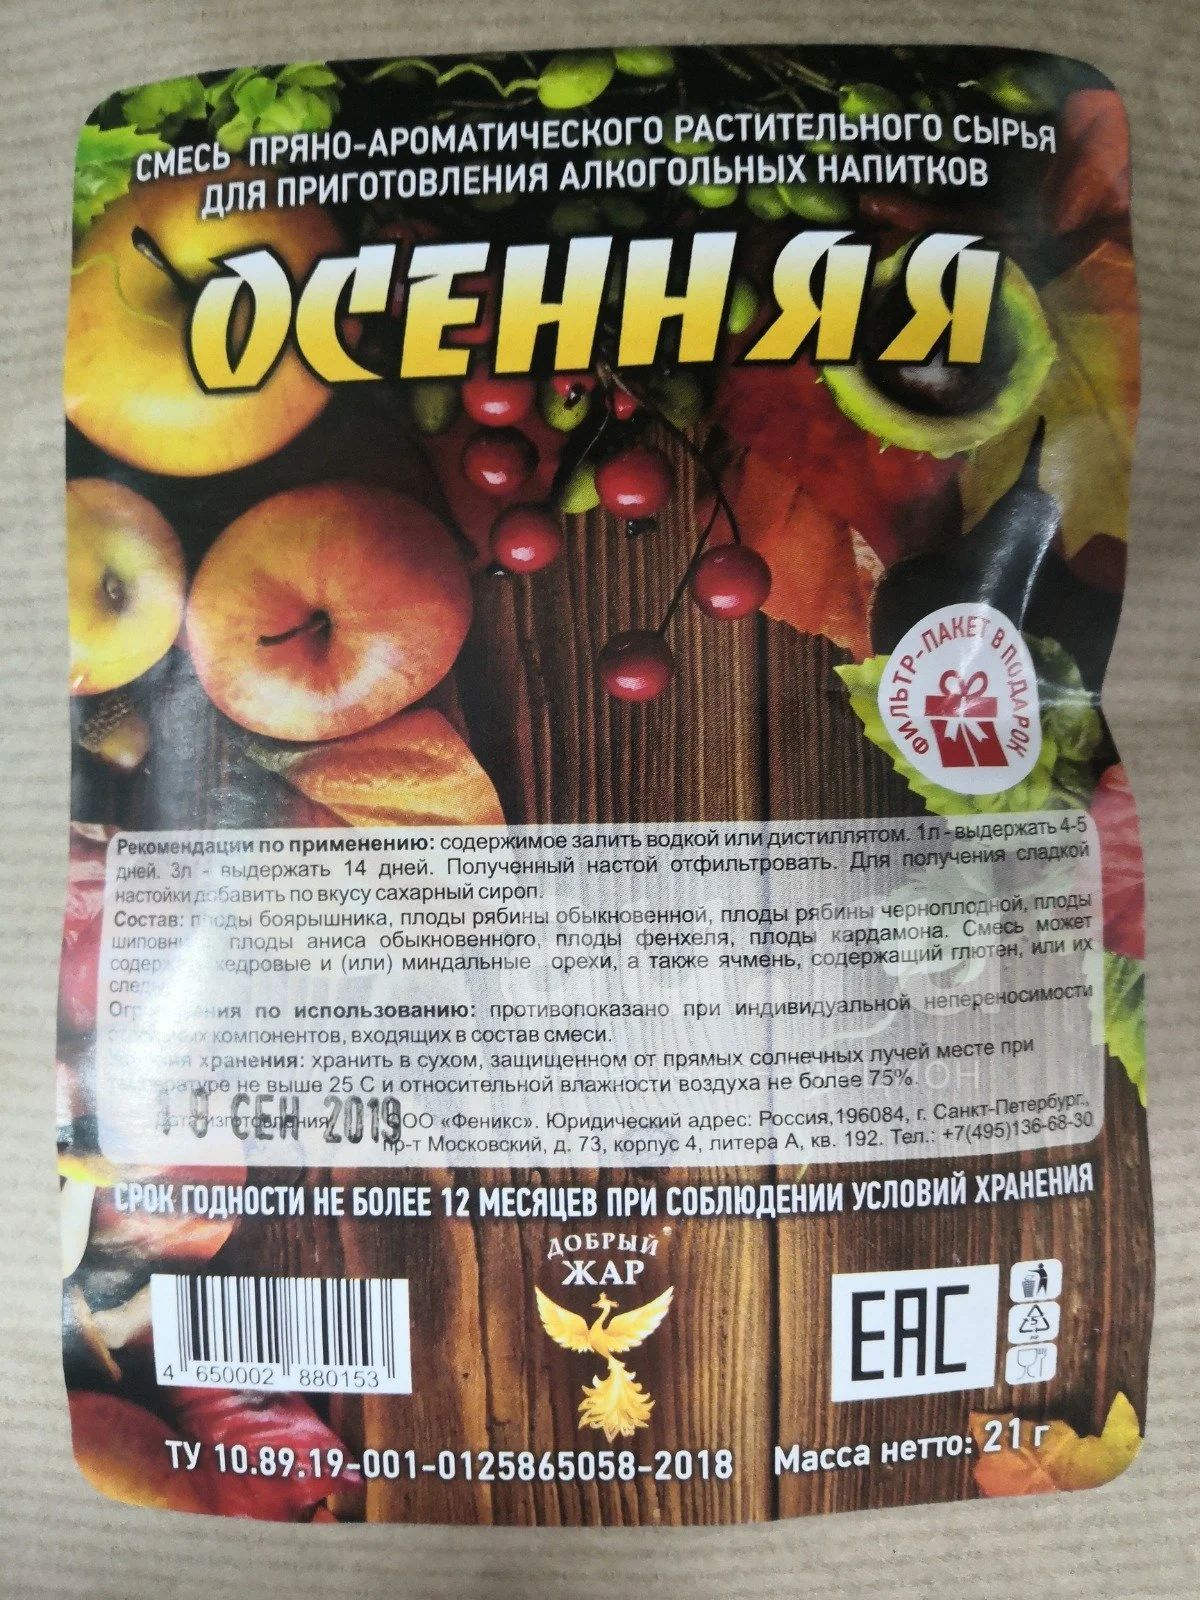 СМЕСЬ ПРЯНО-АРОМАТИЧЕСКОГО РАСТИТЕЛЬНОГО СЫРЬЯ
ДЛЯ ПРИГОТОВЛЕНИЯ АЛКОГОЛЬНЫХ НАПИТКОВ
ОСЕННЯЯ
ФИЛЬТР-ПАКЕТ В ПОДАРОК
Рекомендации по применению: содержимое залить водкой или дистиллятом. 1л - выдержать 4-5
дней. 3л - выдержать 14 дней. Полученный настой отфильтровать. Для получения сладкой
настойки добавить по вкусу сахарный сироп.
Состав: плоды боярышника, плоды рябины обыкновенной, плоды рябины черноплодной, плоды
плоды аниса обыкновенного, плоды фенхеля, плоды кардамона. Смесь может
кедровые и (или) миндальные орехи, а также ячмень, содержащий глютен, или их
по использованию: противопоказано при индивидуальной непереносимости
компонентов, входящих в состав смеси.
хранения: хранить в сухом, защищенном от прямых солнечных лучей месте при
температуре не выше 25 С и относительной влажности воздуха не более 75%.
Дата изготовления: ООО «Феникс». Юридический адрес: Россия,196084, г. Санкт-Петербург,
СЕН 2019
пр-т Московский, д. 73, корпус 4, литера А, кв. 192. Тел.: +7(495)136-68-30
СРОК ГОДНОСТИ НЕ БОЛЕЕ 12 МЕСЯЦЕВ ПРИ СОБЛЮДЕНИИ УСЛОВИЙ ХРАНЕНИЯ
ДОБРЫЙ®
ЖАР
EAC
5
PP
4 650002 880153
ТУ 10.89.19-001-0125865058-2018 Масса нетто: 21 г